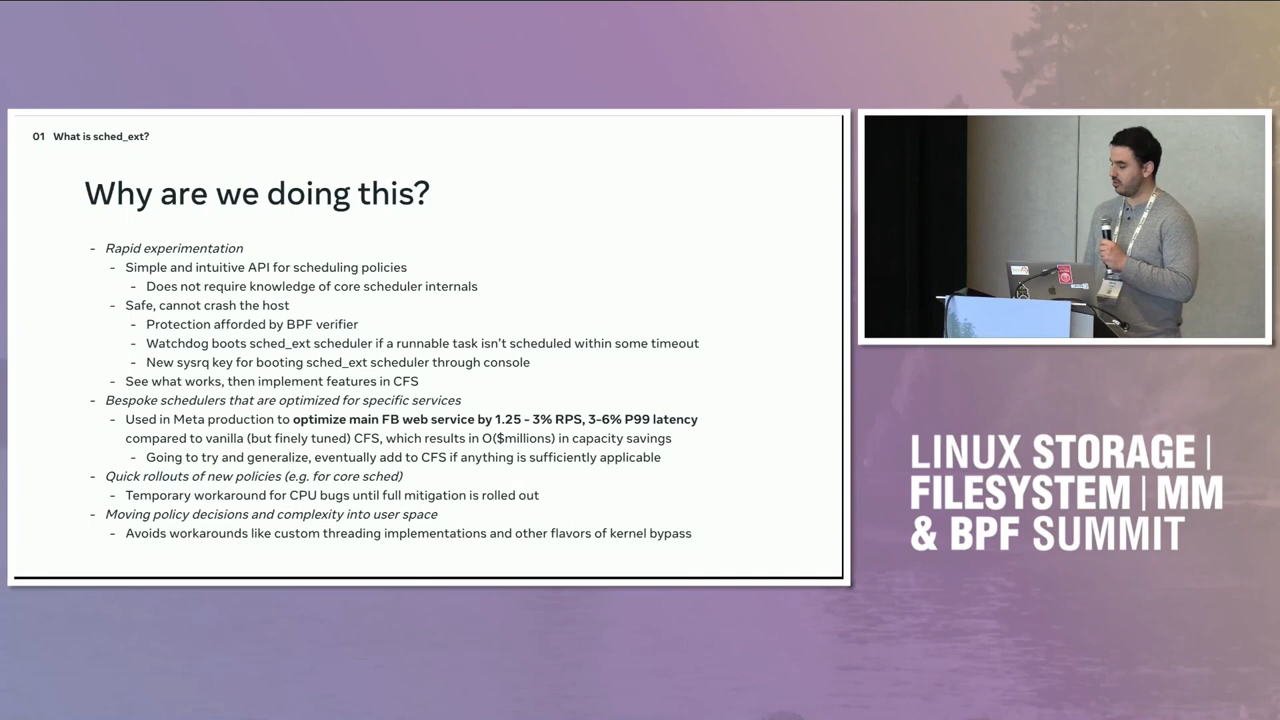 01 What is sched_ext?
Why are we doing this?
- Rapid experimentation
- Simple and intuitive API for scheduling policies
- Does not require knowledge of core scheduler internals
- Safe, cannot crash the host
- Protection afforded by BPF verifier
- Watchdog boots sched_ext scheduler if a runnable task isn't scheduled within some timeout
- New sysrq key for booting sched_ext scheduler through console
- See what works, then implement features in CFS
- Bespoke schedulers that are optimized for specific services
- Used in Meta production to optimize main FB web service by 1.25 - 3% RPS, 3-6% P99 latency
compared to vanilla (but finely tuned) CFS, which results in O($millions) in capacity savings
- Going to try and generalize, eventually add to CFS if anything is sufficiently applicable
- Quick rollouts of new policies (e.g. for core sched)
- Temporary workaround for CPU bugs until full mitigation is rolled out
- Moving policy decisions and complexity into user space
- Avoids workarounds like custom threading implementations and other flavors of kernel bypass
LINUX STORAGE |
FILESYSTEM | MM
& BPF SUMMIT